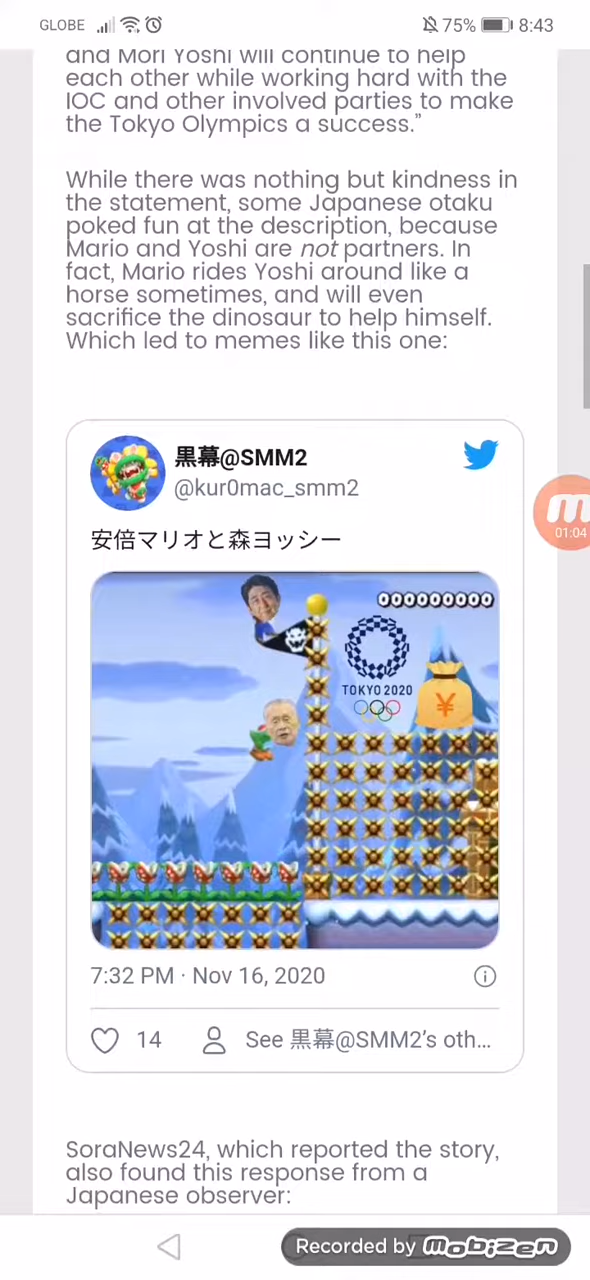 GLOBE 75% 8:43
and Mori Yoshi will continue to help
each other while working hard with the
IOC and other involved parties to make
the Tokyo Olympics a success.”
While there was nothing but kindness in
the statement, some Japanese otaku
poked fun at the description, because
Mario and Yoshi are not partners. In
fact, Mario rides Yoshi around like a
horse sometimes, and will even
sacrifice the dinosaur to help himself.
Which led to memes like this one:
黒幕@SMM2
@kur0mac_smm2
01:04
安倍マリオと森ヨッシー
000000000
TOKYO 2020
¥
7:32 PM · Nov 16, 2020
14 See 黒幕@SMM2’s oth...
SoraNews24, which reported the story,
also found this response from a
Japanese observer:
Recorded by mobizen